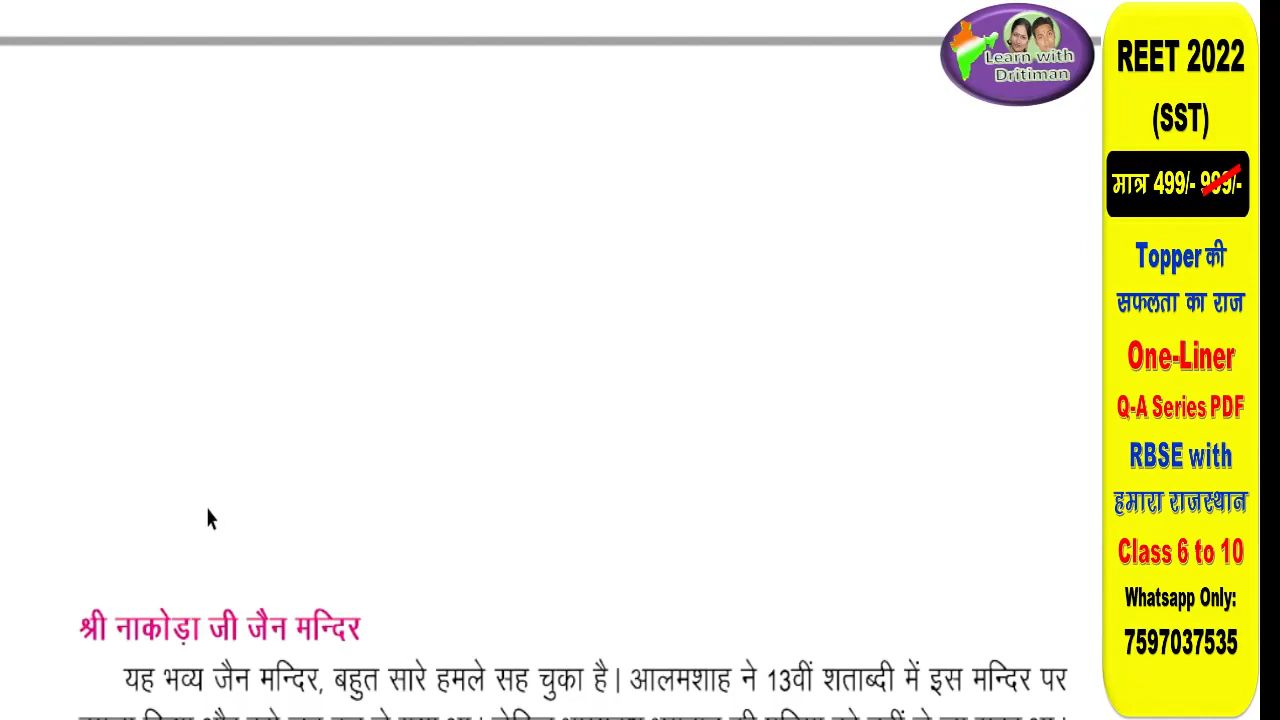 Learn with
Dritiman
REET 2022
(SST)
मात्र 499/- 999/-
Topper की
सफलता का राज
One-Liner
Q-A Series PDF
RBSE with
हमारा राजस्थान
Class 6 to 10
Whatsapp Only:
7597037535
श्री नाकोड़ा जी जैन मन्दिर
यह भव्य जैन मन्दिर, बहुत सारे हमले सह चुका है। आलमशाह ने 13वीं शताब्दी में इस मन्दिर पर